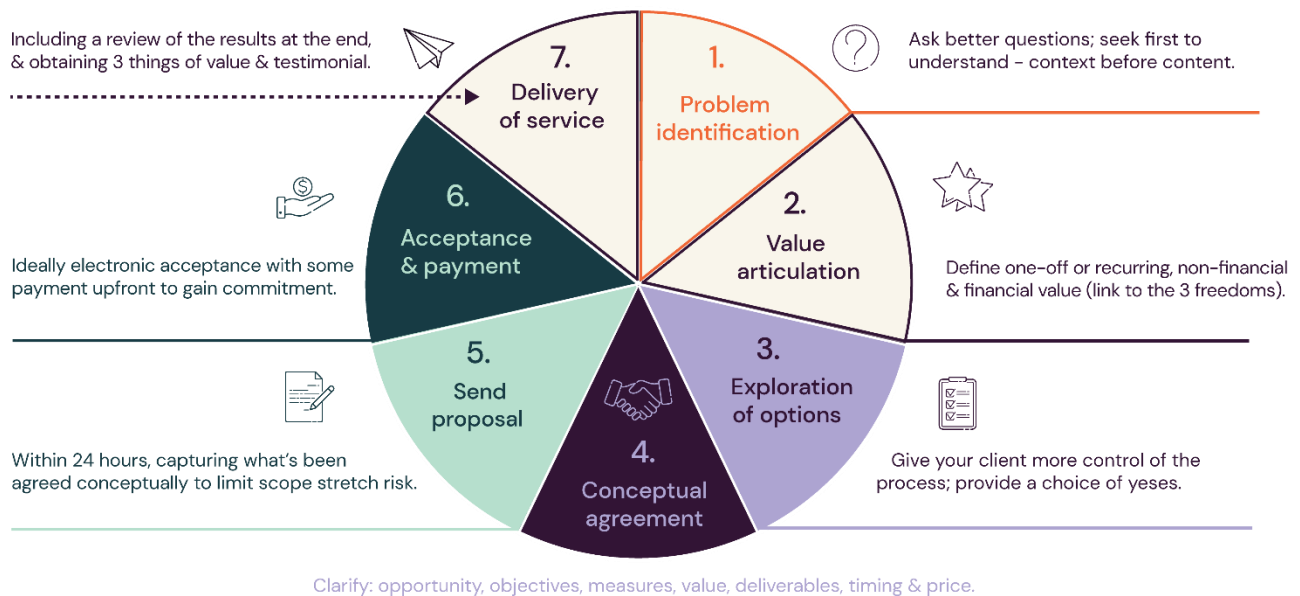 1.
Problem
identification
Ask better questions; seek first to
understand - context before content.
2.
Value
articulation
Define one-off or recurring, non-financial
& financial value (link to the 3 freedoms).
3.
Exploration
of options
Give your client more control of the
process; provide a choice of yeses.
4.
Conceptual
agreement
Clarify: opportunity, objectives, measures, value, deliverables, timing & price.
5.
Send
proposal
Within 24 hours, capturing what's been
agreed conceptually to limit scope stretch risk.
6.
Acceptance
& payment
Ideally electronic acceptance with some
payment upfront to gain commitment.
7.
Delivery
of service
Including a review of the results at the end,
& obtaining 3 things of value & testimonial.
?
$